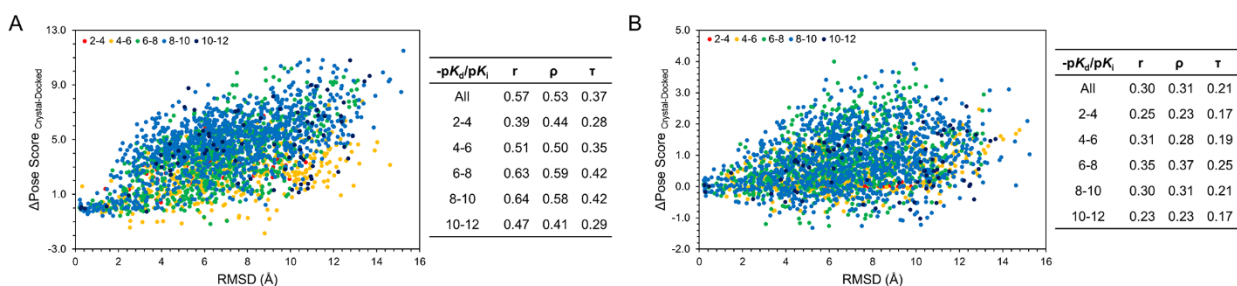 A
13.0
9.0
5.0
1.0
-3.0
ΔPose Score Crystal-Docked
2-4 4-6 6-8 8-10 10-12
0 2 4 6 8 10 12 14 16
RMSD (Å)
-pKd/pKi r ρ τ
All 0.57 0.53 0.37
2-4 0.39 0.44 0.28
4-6 0.51 0.50 0.35
6-8 0.63 0.59 0.42
8-10 0.64 0.58 0.42
10-12 0.47 0.41 0.29
B
5.0
4.0
3.0
2.0
1.0
0.0
-1.0
-2.0
ΔPose Score Crystal-Docked
2-4 4-6 6-8 8-10 10-12
0 2 4 6 8 10 12 14 16
RMSD (Å)
-pKd/pKi r ρ τ
All 0.30 0.31 0.21
2-4 0.25 0.23 0.17
4-6 0.31 0.28 0.19
6-8 0.35 0.37 0.25
8-10 0.30 0.31 0.21
10-12 0.23 0.23 0.17